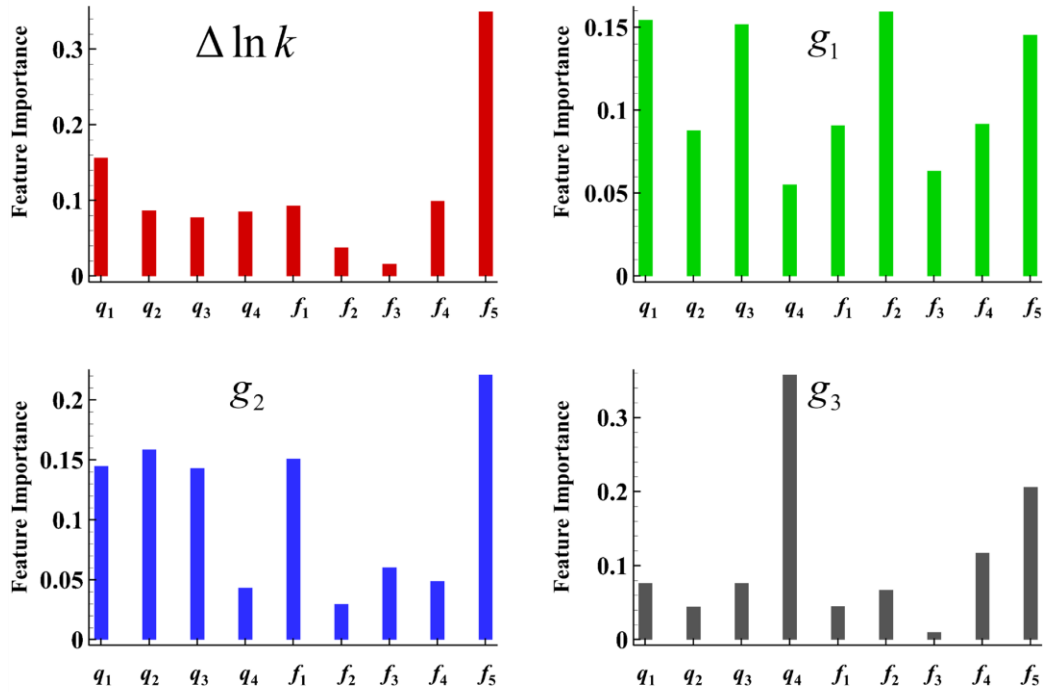 Δ ln k
Feature Importance
0.3
0.2
0.1
0
q₁ q₂ q₃ q₄ f₁ f₂ f₃ f₄ f₅
g₁
Feature Importance
0.15
0.1
0.05
0
q₁ q₂ q₃ q₄ f₁ f₂ f₃ f₄ f₅
g₂
Feature Importance
0.2
0.15
0.1
0.05
0
q₁ q₂ q₃ q₄ f₁ f₂ f₃ f₄ f₅
g₃
Feature Importance
0.3
0.2
0.1
0
q₁ q₂ q₃ q₄ f₁ f₂ f₃ f₄ f₅